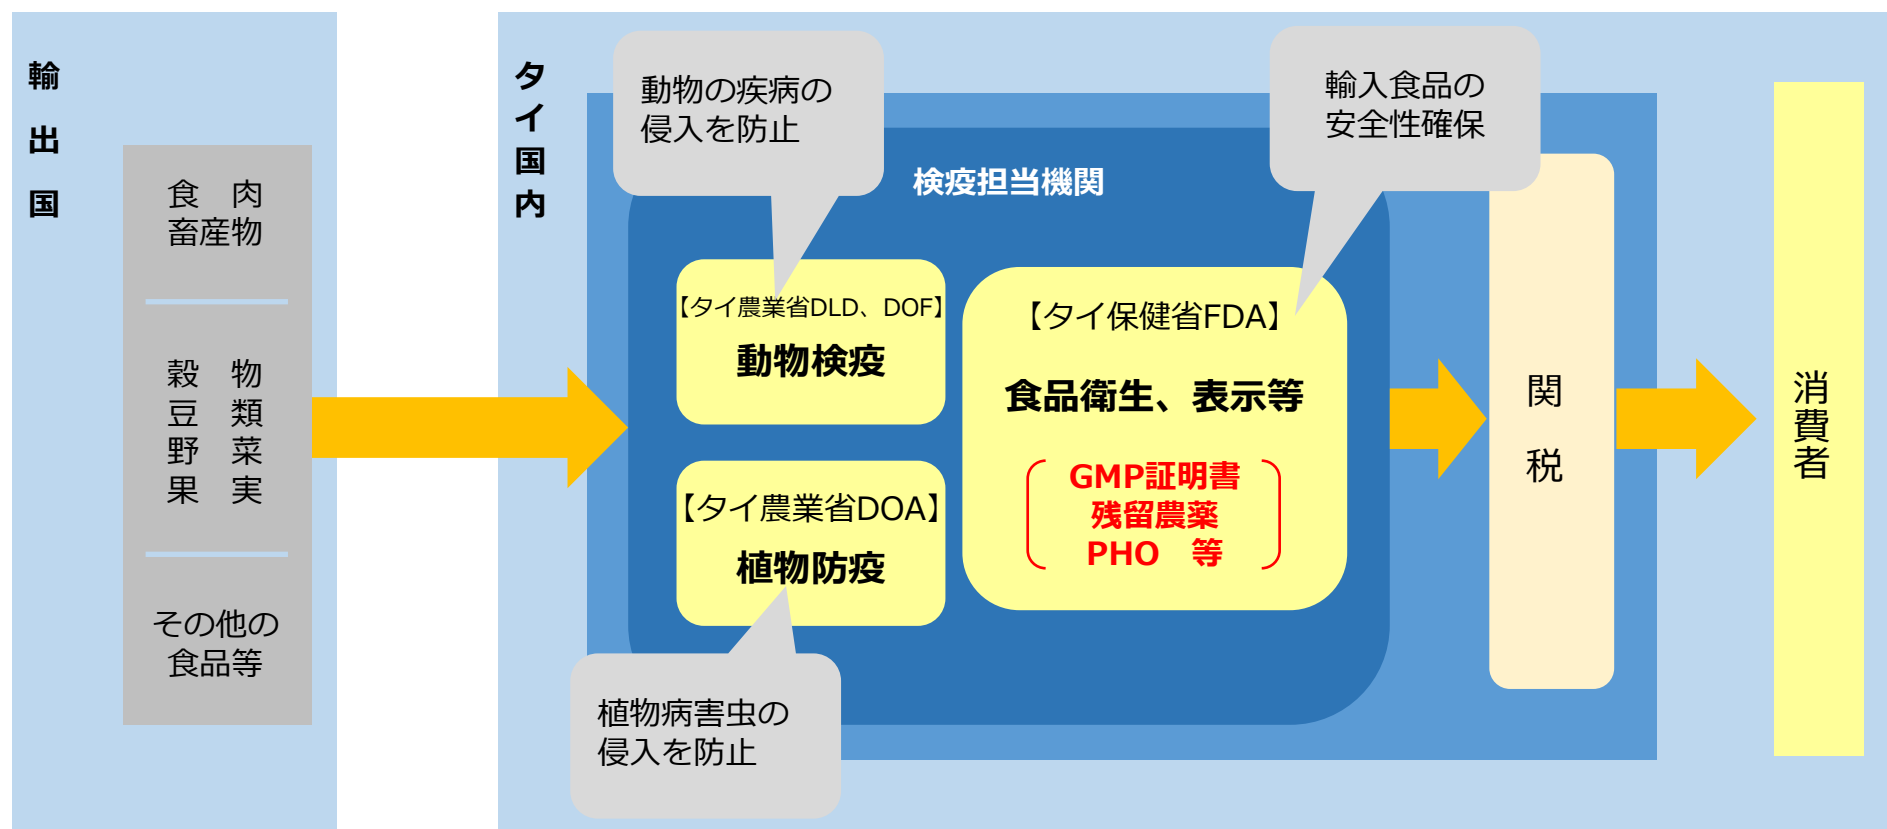 輸出国
食　肉
畜産物
穀　物
豆　類
野　菜
果　実
その他の
食品等
タイ国内
動物の疾病の
侵入を防止
輸入食品の
安全性確保
検疫担当機関
【タイ農業省DLD、DOF】
動物検疫
【タイ農業省DOA】
植物防疫
植物病害虫の
侵入を防止
【タイ保健省FDA】
食品衛生、表示等
GMP証明書
残留農薬
PHO　等
関税
消費者